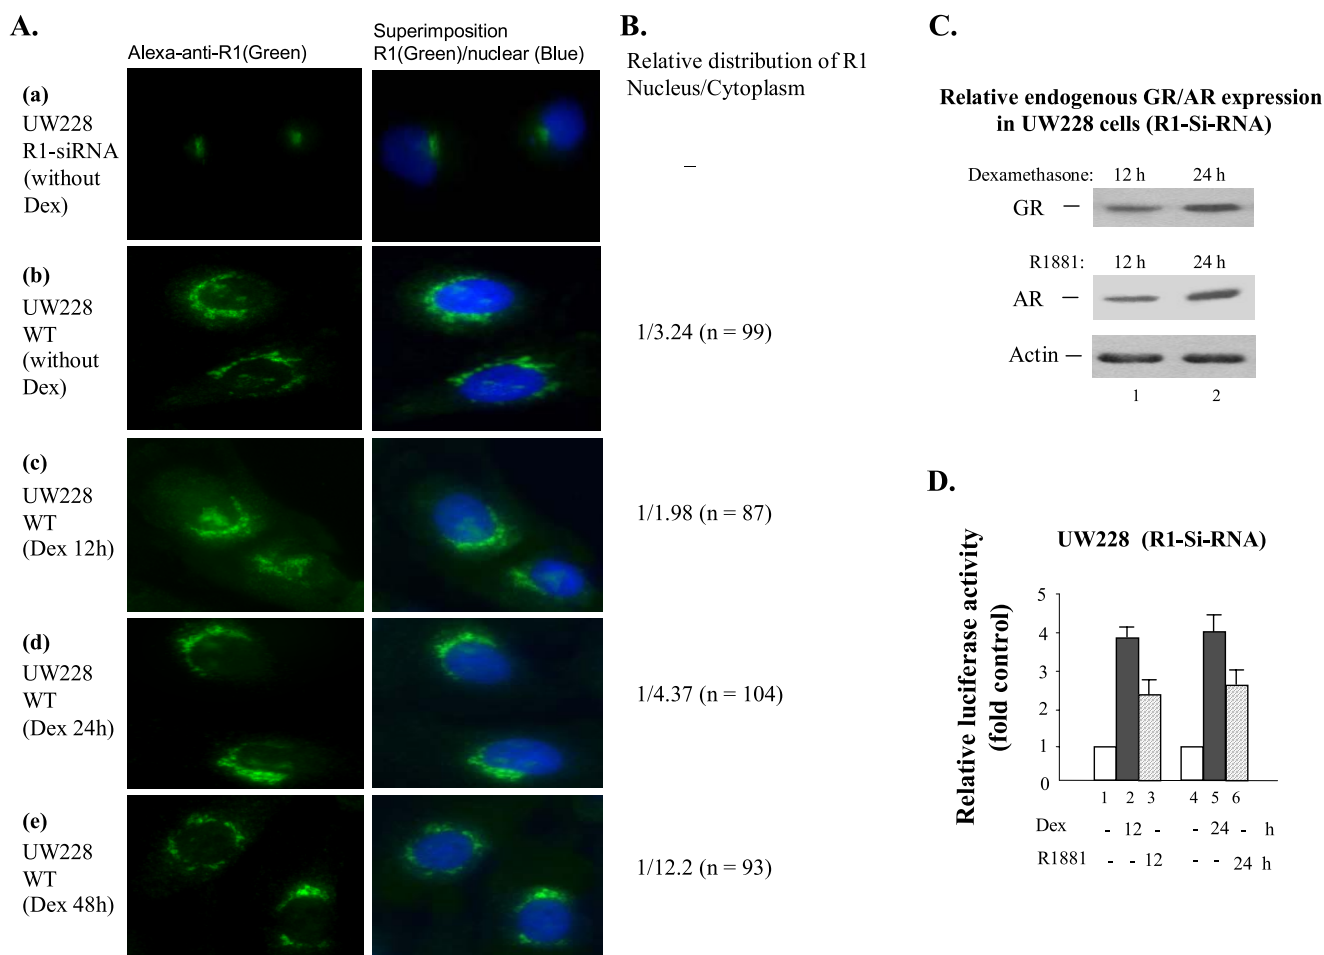 A.
Alexa-anti-R1(Green)
Superimposition
R1(Green)/nuclear (Blue)
(a)
UW228
R1-siRNA
(without
Dex)
(b)
UW228
WT
(without
Dex)
(c)
UW228
WT
(Dex 12h)
(d)
UW228
WT
(Dex 24h)
(e)
UW228
WT
(Dex 48h)
B.
Relative distribution of R1
Nucleus/Cytoplasm
–
1/3.24 (n = 99)
1/1.98 (n = 87)
1/4.37 (n = 104)
1/12.2 (n = 93)
C.
Relative endogenous GR/AR expression
in UW228 cells (R1-Si-RNA)
Dexamethasone: 12 h 24 h
GR –
R1881: 12 h 24 h
AR –
Actin –
1 2
D.
UW228 (R1-Si-RNA)
Relative luciferase activity
(fold control)
5
4
3
2
1
0
1 2 3 4 5 6
Dex - 12 - - 24 - h
R1881 - - 12 - - 24 h